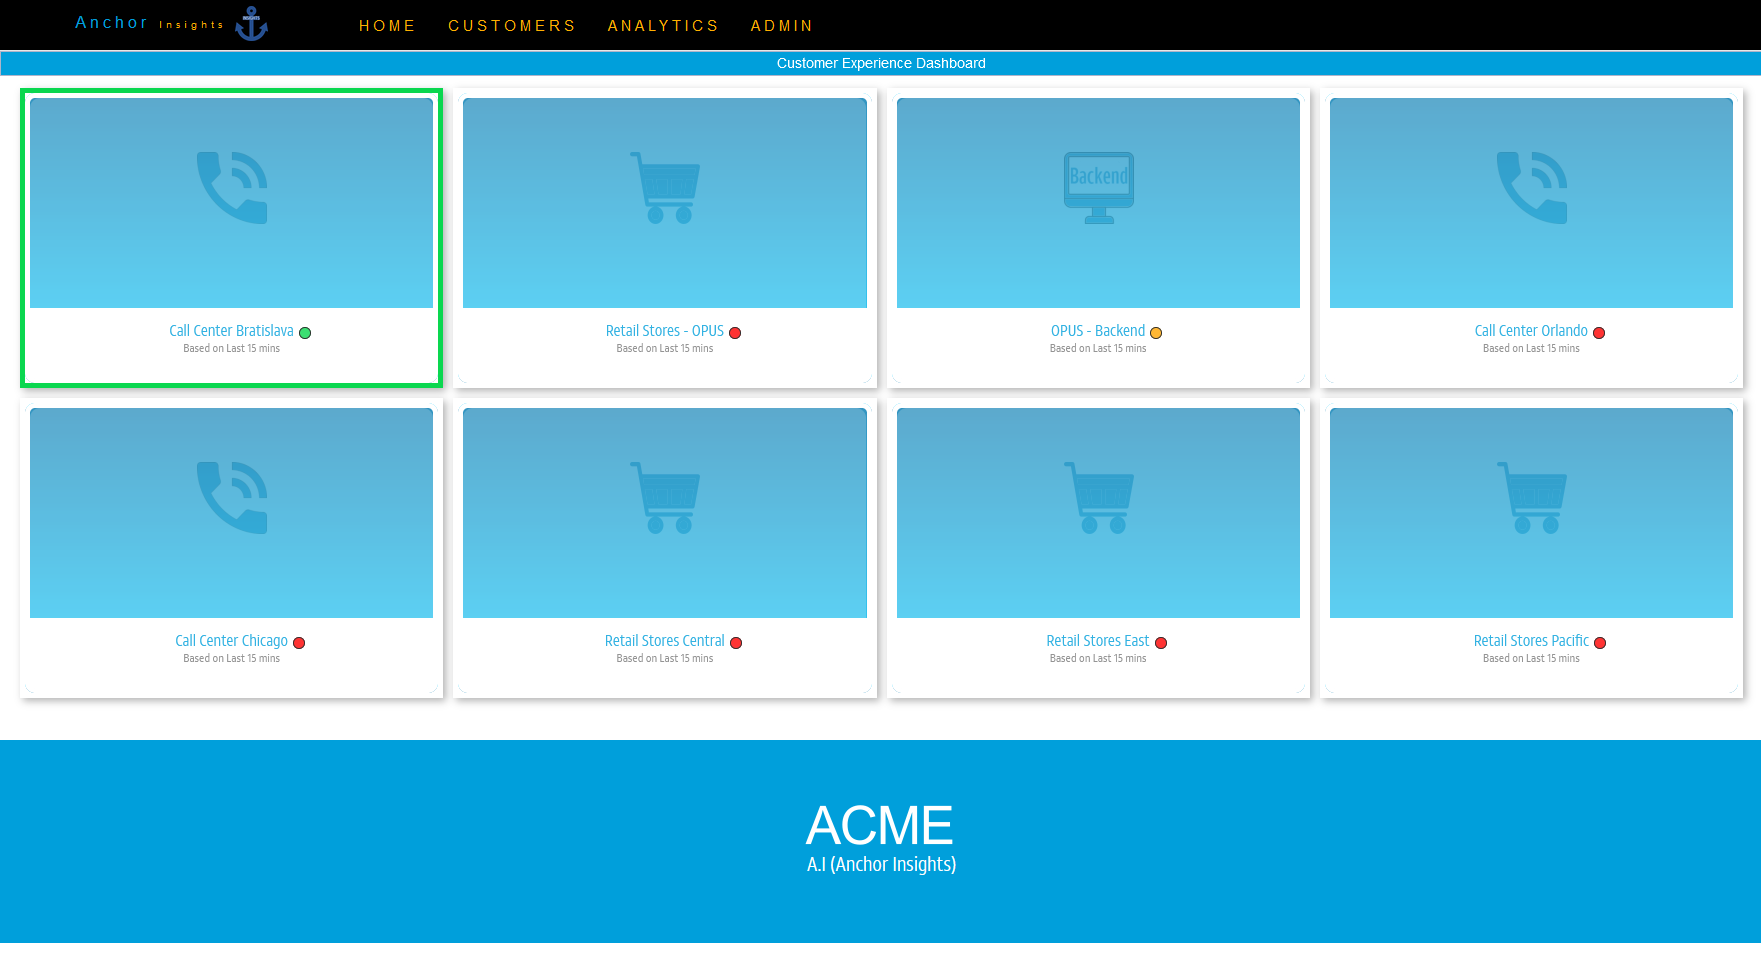 Anchor Insights INSIGHTS HOME CUSTOMERS ANALYTICS ADMIN
Customer Experience Dashboard
Backend
Call Center Bratislava
Based on Last 15 mins
Retail Stores - OPUS
Based on Last 15 mins
OPUS - Backend
Based on Last 15 mins
Call Center Orlando
Based on Last 15 mins
Call Center Chicago
Based on Last 15 mins
Retail Stores Central
Based on Last 15 mins
Retail Stores East
Based on Last 15 mins
Retail Stores Pacific
Based on Last 15 mins
ACME
A.I (Anchor Insights)